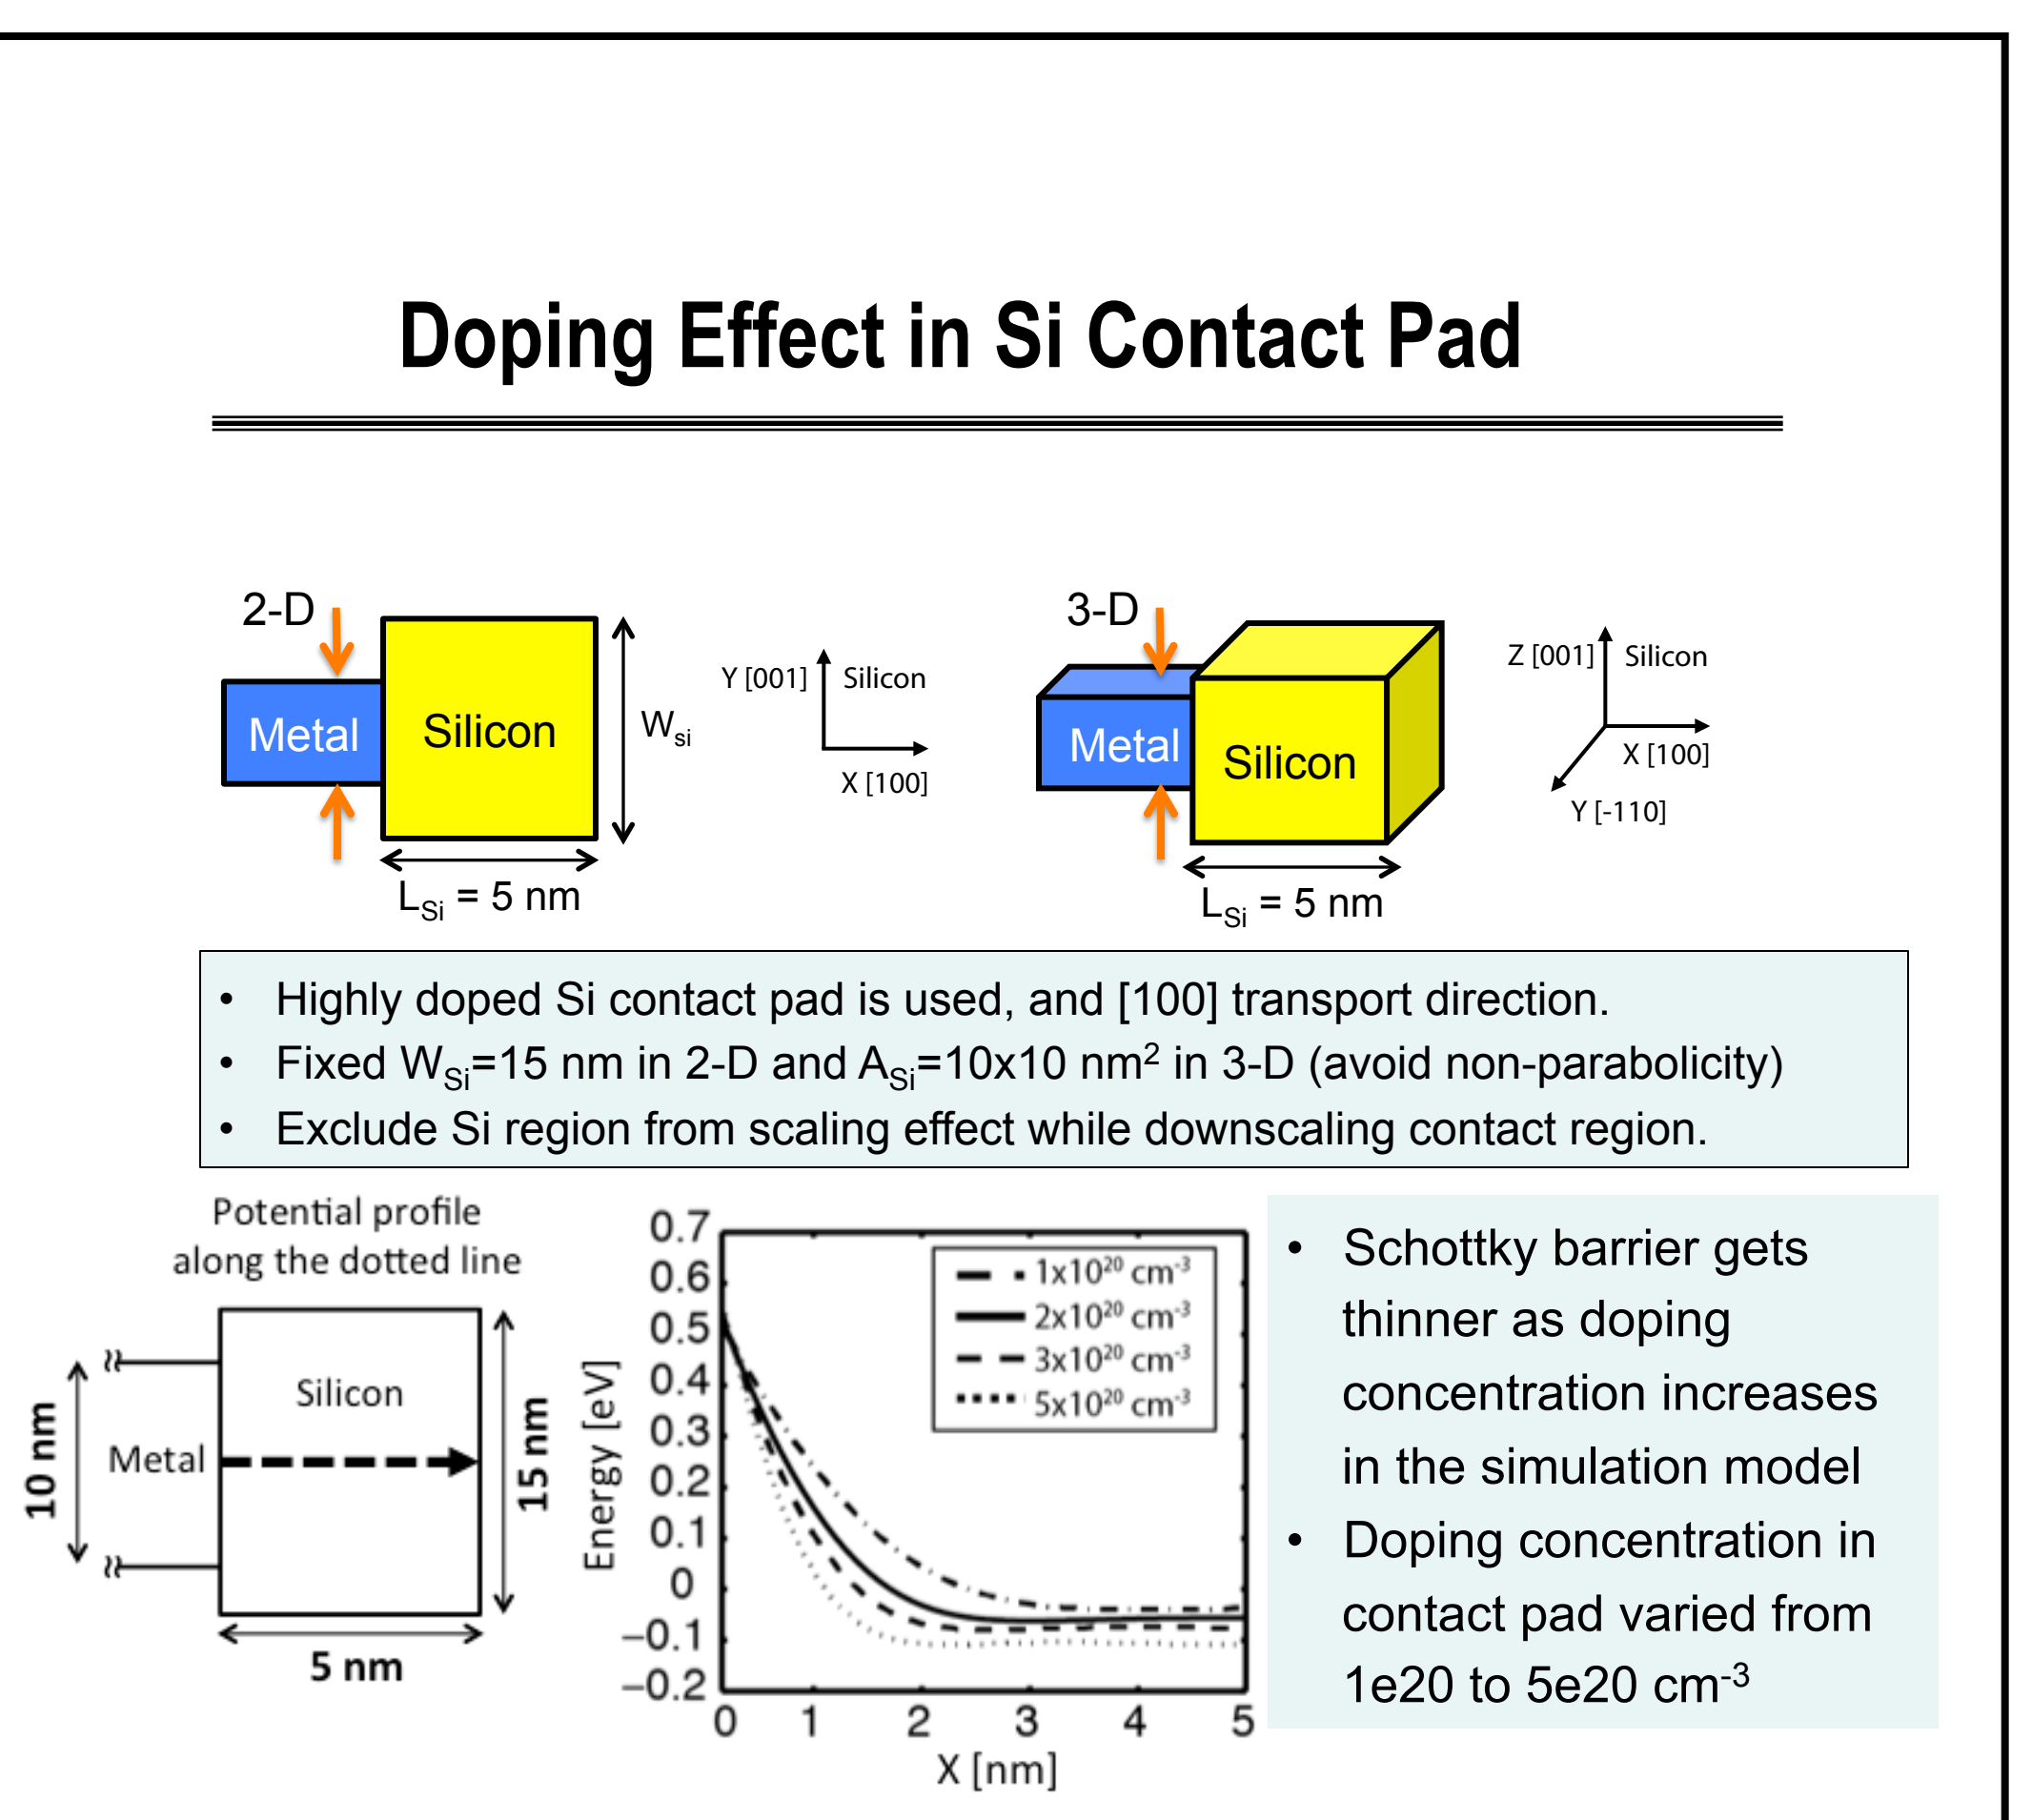 Doping Effect in Si Contact Pad
2-D
Metal
Silicon
W_si
L_Si = 5 nm
Y [001]
Silicon
X [100]
3-D
Metal
Silicon
L_Si = 5 nm
Z [001]
Silicon
X [100]
Y [-110]
• Highly doped Si contact pad is used, and [100] transport direction.
• Fixed W_Si=15 nm in 2-D and A_Si=10x10 nm² in 3-D (avoid non-parabolicity)
• Exclude Si region from scaling effect while downscaling contact region.
Potential profile
along the dotted line
Silicon
Metal
10 nm
15 nm
5 nm
Energy [eV]
0.7
0.6
0.5
0.4
0.3
0.2
0.1
0
−0.1
−0.2
1x10²⁰ cm⁻³
2x10²⁰ cm⁻³
3x10²⁰ cm⁻³
5x10²⁰ cm⁻³
0 1 2 3 4 5
X [nm]
• Schottky barrier gets
thinner as doping
concentration increases
in the simulation model
• Doping concentration in
contact pad varied from
1e20 to 5e20 cm⁻³